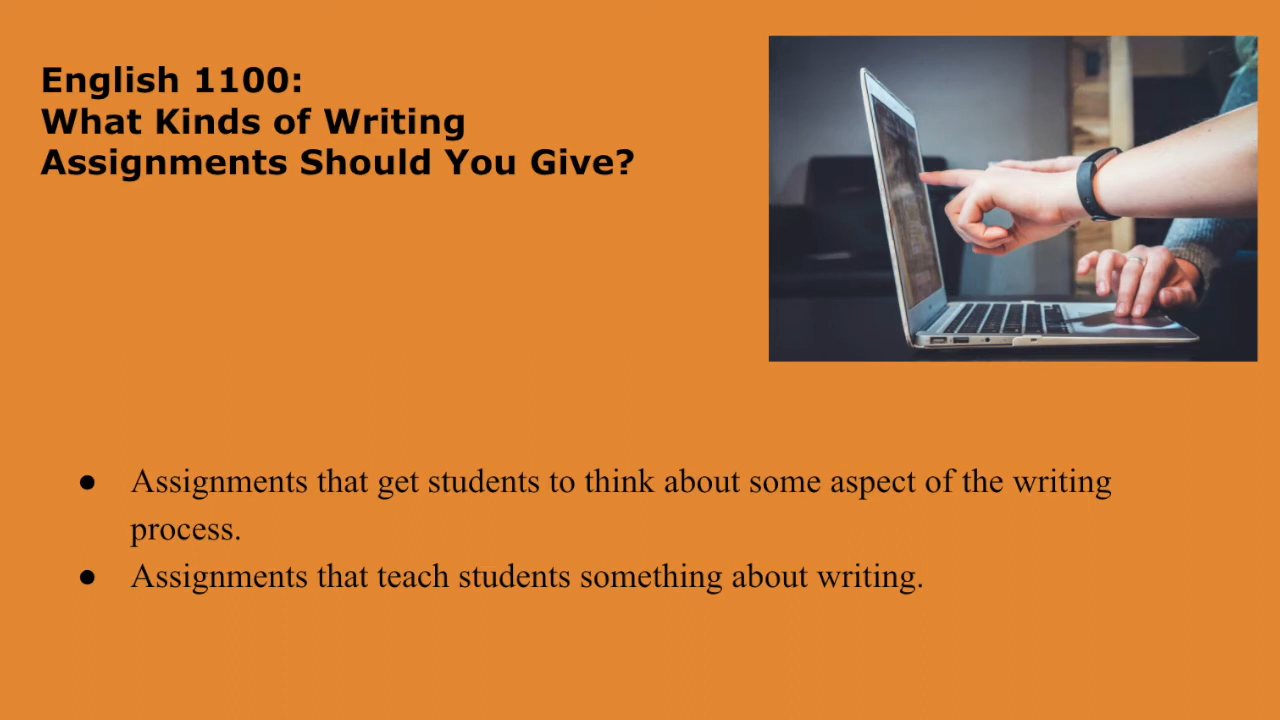 English 1100:
What Kinds of Writing
Assignments Should You Give?
● Assignments that get students to think about some aspect of the writing
process.
● Assignments that teach students something about writing.